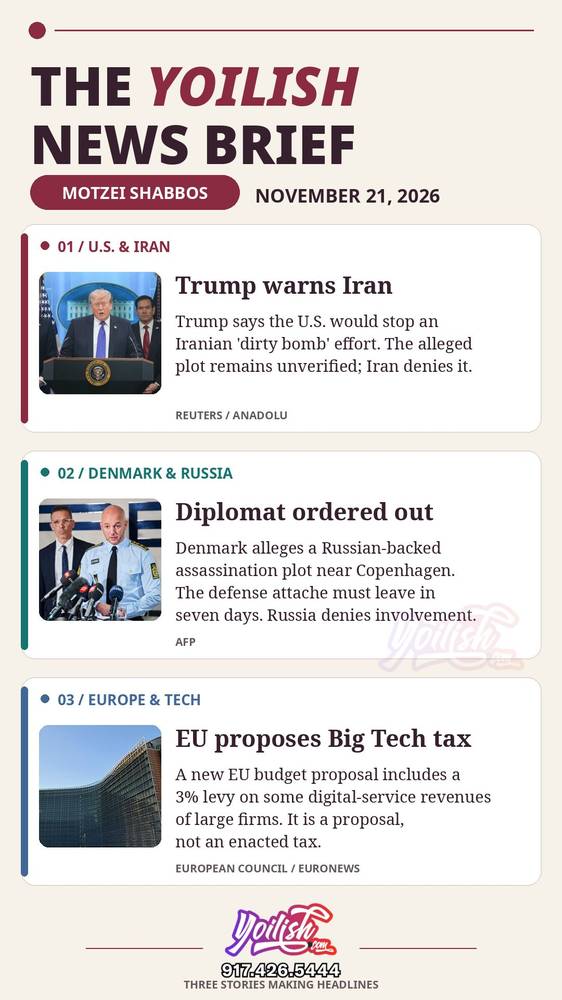 THE YOILISH
NEWS BRIEF
MOTZEI SHABBOS
NOVEMBER 21, 2026
01 / U.S. & IRAN
Trump warns Iran
Trump says the U.S. would stop an
Iranian 'dirty bomb' effort. The alleged
plot remains unverified; Iran denies it.
REUTERS / ANADOLU
02 / DENMARK & RUSSIA
Diplomat ordered out
Denmark alleges a Russian-backed
assassination plot near Copenhagen.
The defense attache must leave in
seven days. Russia denies involvement.
AFP
Yoilish.com
03 / EUROPE & TECH
EU proposes Big Tech tax
A new EU budget proposal includes a
3% levy on some digital-service revenues
of large firms. It is a proposal,
not an enacted tax.
EUROPEAN COUNCIL / EURONEWS
Yoilish.com
917.426.5444
THREE STORIES MAKING HEADLINES